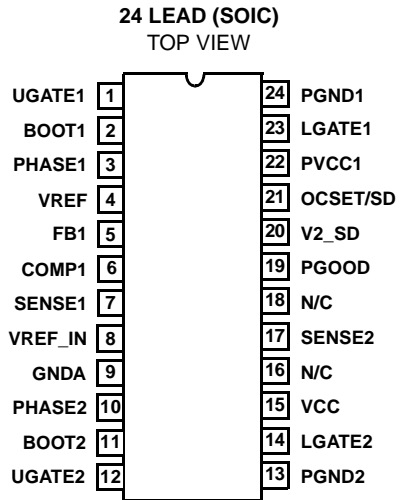 24 LEAD (SOIC)
TOP VIEW
UGATE1 1 24 PGND1
BOOT1 2 23 LGATE1
PHASE1 3 22 PVCC1
VREF 4 21 OCSET/SD
FB1 5 20 V2_SD
COMP1 6 19 PGOOD
SENSE1 7 18 N/C
VREF_IN 8 17 SENSE2
GNDA 9 16 N/C
PHASE2 10 15 VCC
BOOT2 11 14 LGATE2
UGATE2 12 13 PGND2